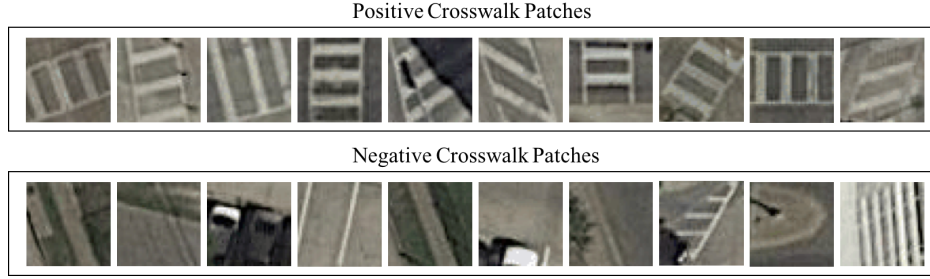 Positive Crosswalk Patches
Negative Crosswalk Patches